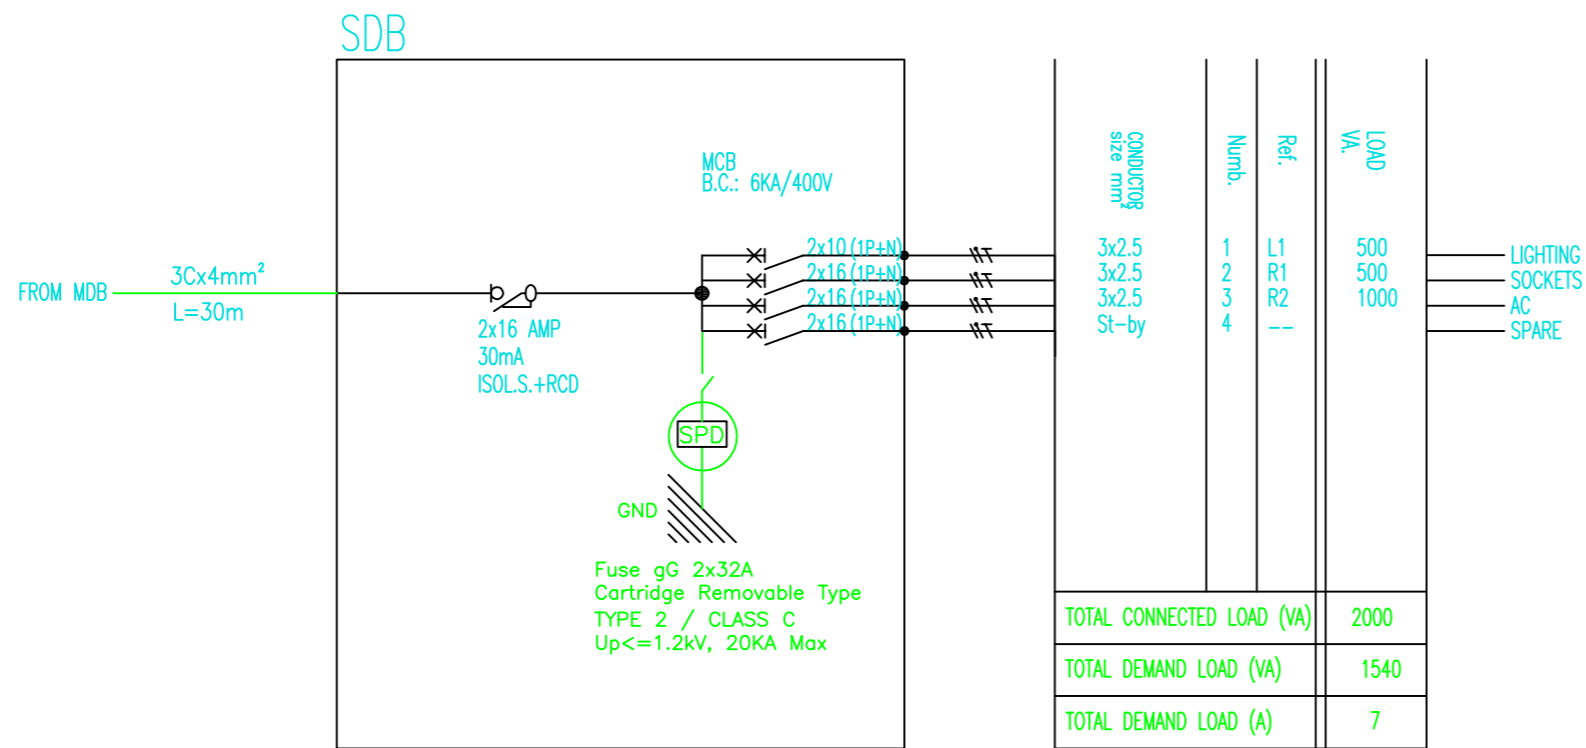 SDB
MCB
B.C.: 6KA/400V
FROM MDB
3Cx4mm²
L=30m
2x16 AMP
30mA
ISOL.S.+RCD
2x10(1P+N)
2x16(1P+N)
2x16(1P+N)
2x16(1P+N)
SPD
GND
Fuse gG 2x32A
Cartridge Removable Type
TYPE 2 / CLASS C
Up<=1.2kV, 20KA Max
CONDUCTOR
size mm²
Numb.
Ref.
LOAD
VA.
3x2.5 1 L1 500 LIGHTING
3x2.5 2 R1 500 SOCKETS
3x2.5 3 R2 1000 AC
St-by 4 -- SPARE
TOTAL CONNECTED LOAD (VA) 2000
TOTAL DEMAND LOAD (VA) 1540
TOTAL DEMAND LOAD (A) 7